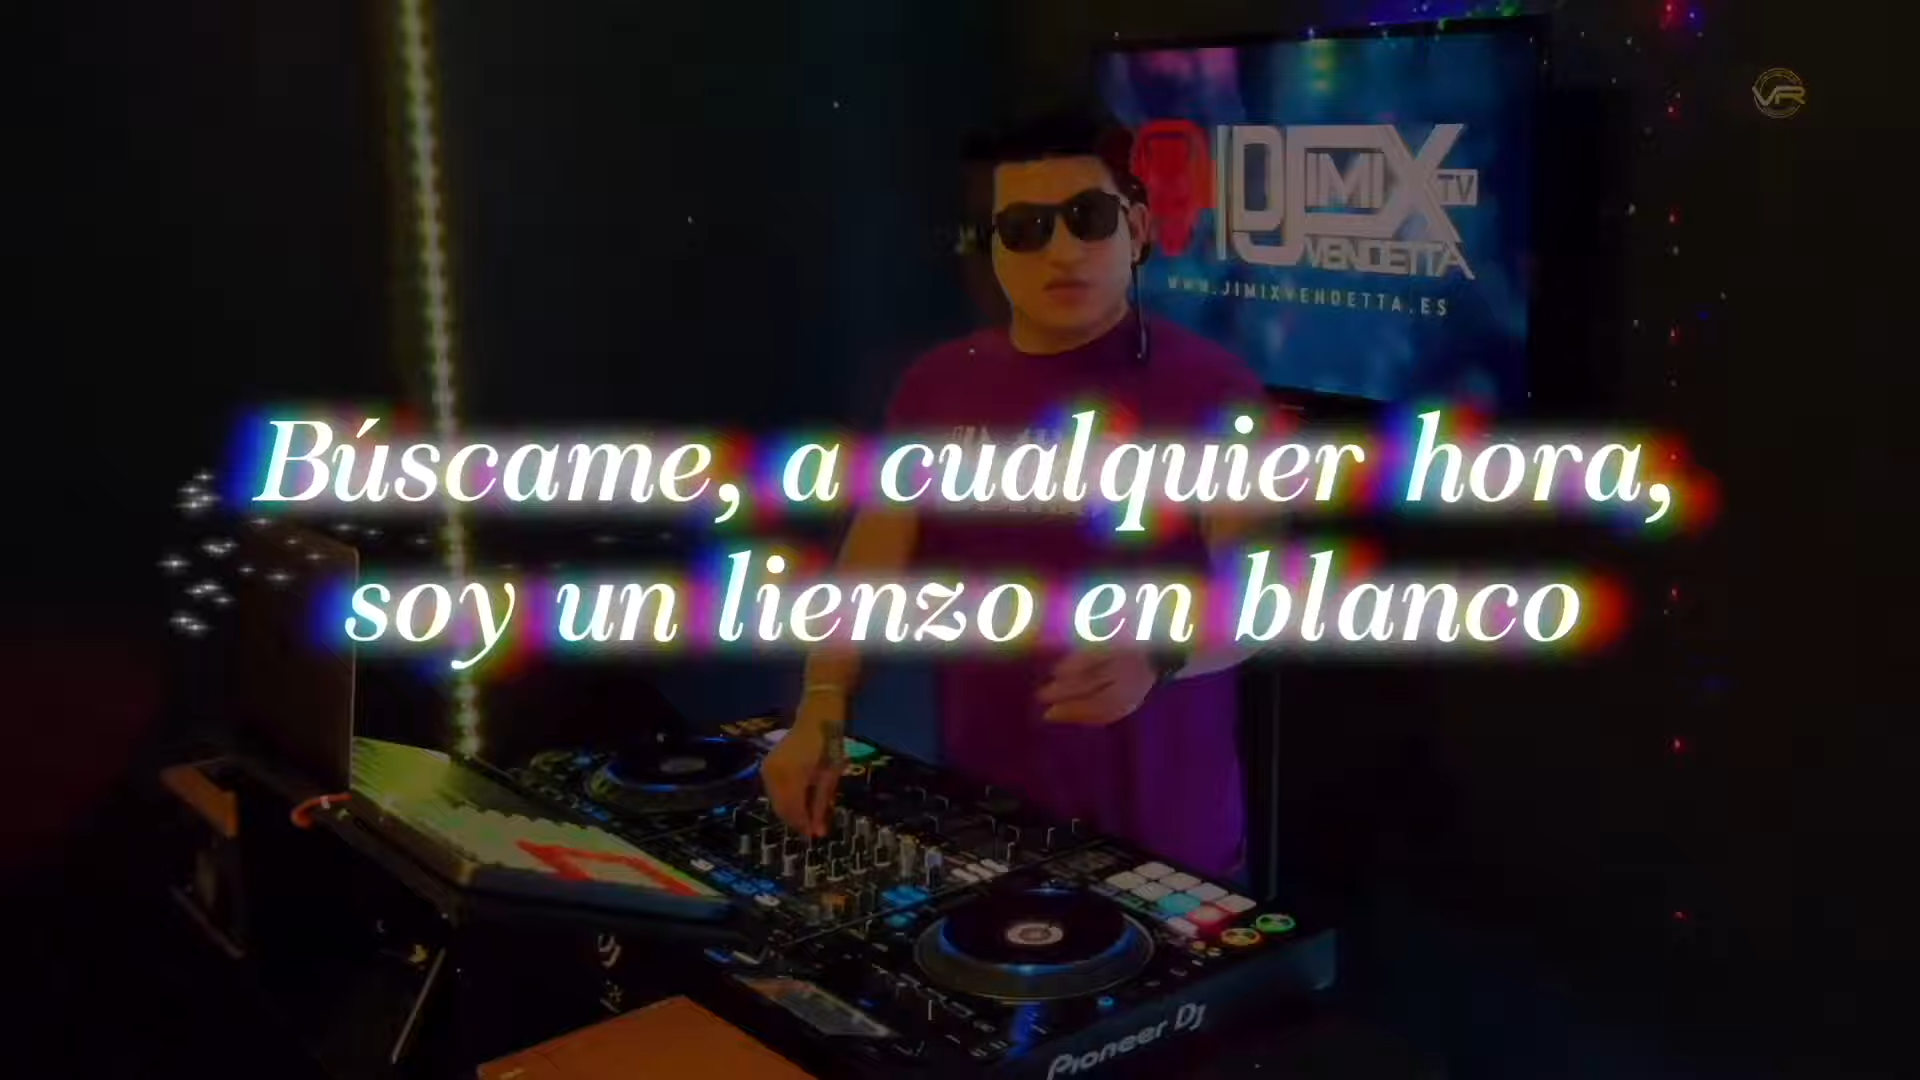 VR
DJ JIMIX TV
VENDETTA
WWW.JIMIXVENDETTA.ES
Búscame, a cualquier hora,
soy un lienzo en blanco
Pioneer DJ